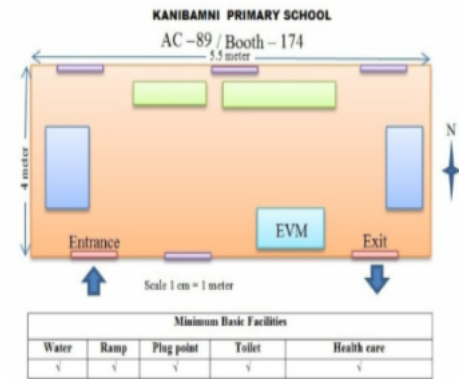 KANIBAMNI PRIMARY SCHOOL
AC -89 / Booth - 174
5.5 meter
4 meter
N
EVM
Entrance
Exit
Scale 1 cm = 1 meter
Minimum Basic Facilities
Water Ramp Plug point Toilet Health care
√ √ √ √ √